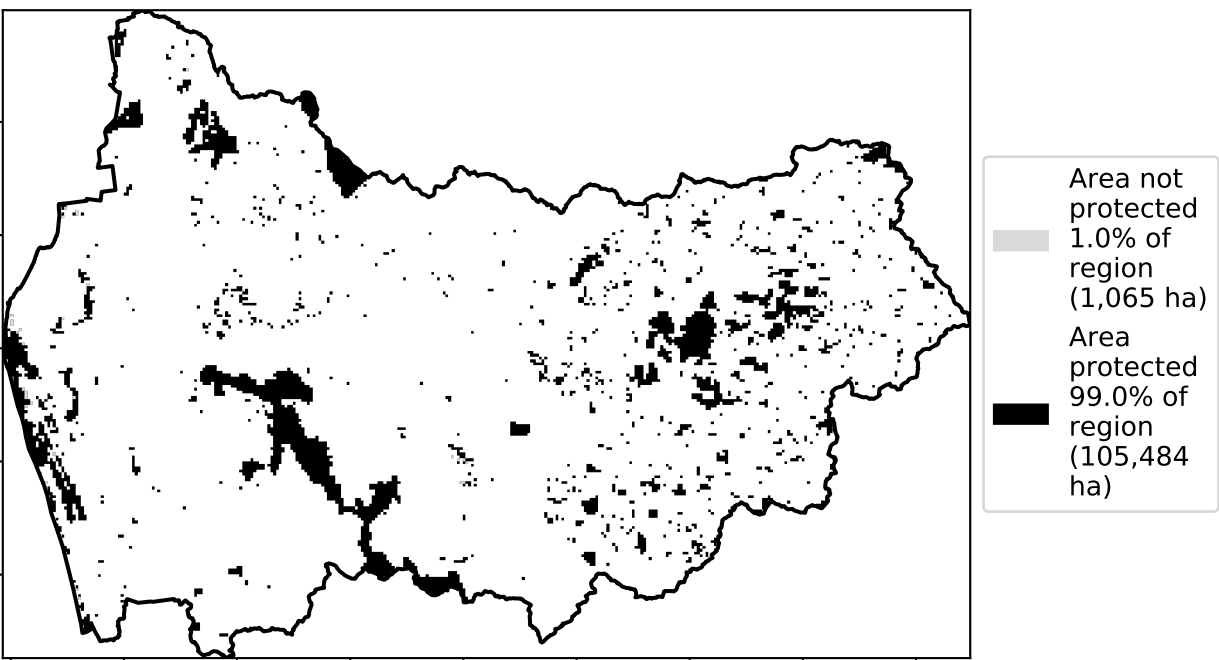 Area not
protected
1.0% of
region
(1,065 ha)
Area
protected
99.0% of
region
(105,484
ha)